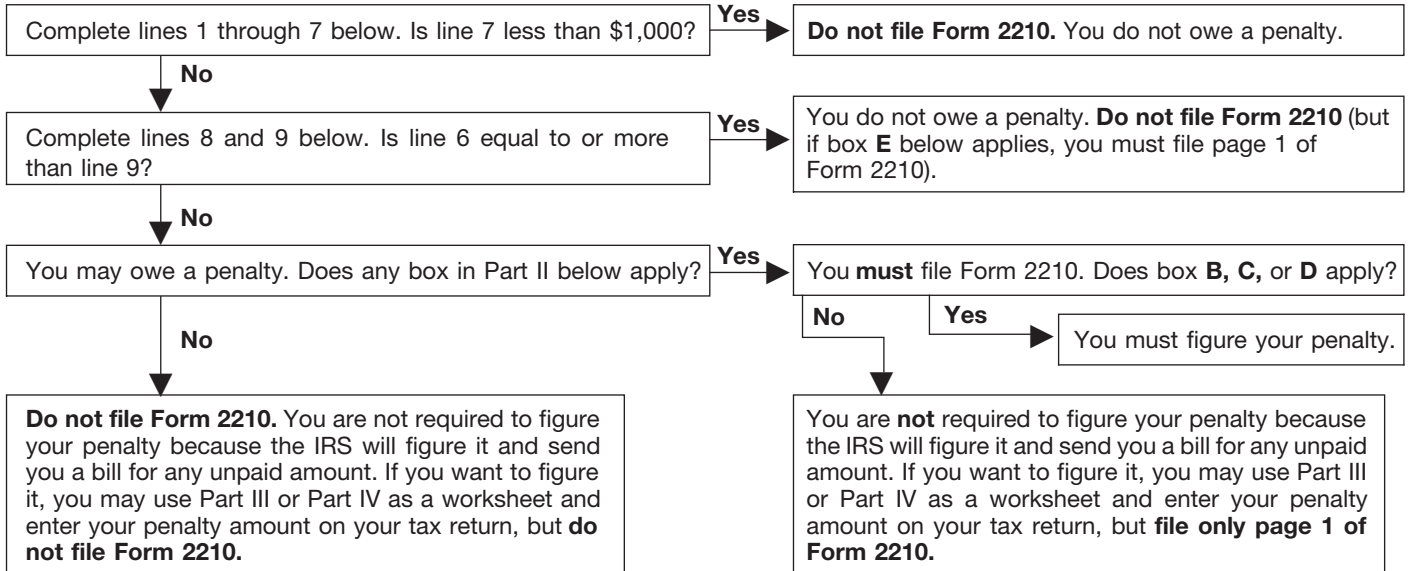 Complete lines 1 through 7 below. Is line 7 less than $1,000?
Yes
Do not file Form 2210. You do not owe a penalty.
No
Complete lines 8 and 9 below. Is line 6 equal to or more
than line 9?
Yes
You do not owe a penalty. Do not file Form 2210 (but
if box E below applies, you must file page 1 of
Form 2210).
No
You may owe a penalty. Does any box in Part II below apply?
Yes
You must file Form 2210. Does box B, C, or D apply?
No
Yes
You must figure your penalty.
No
Do not file Form 2210. You are not required to figure
your penalty because the IRS will figure it and send
you a bill for any unpaid amount. If you want to figure
it, you may use Part III or Part IV as a worksheet and
enter your penalty amount on your tax return, but do
not file Form 2210.
You are not required to figure your penalty because
the IRS will figure it and send you a bill for any unpaid
amount. If you want to figure it, you may use Part III
or Part IV as a worksheet and enter your penalty
amount on your tax return, but file only page 1 of
Form 2210.